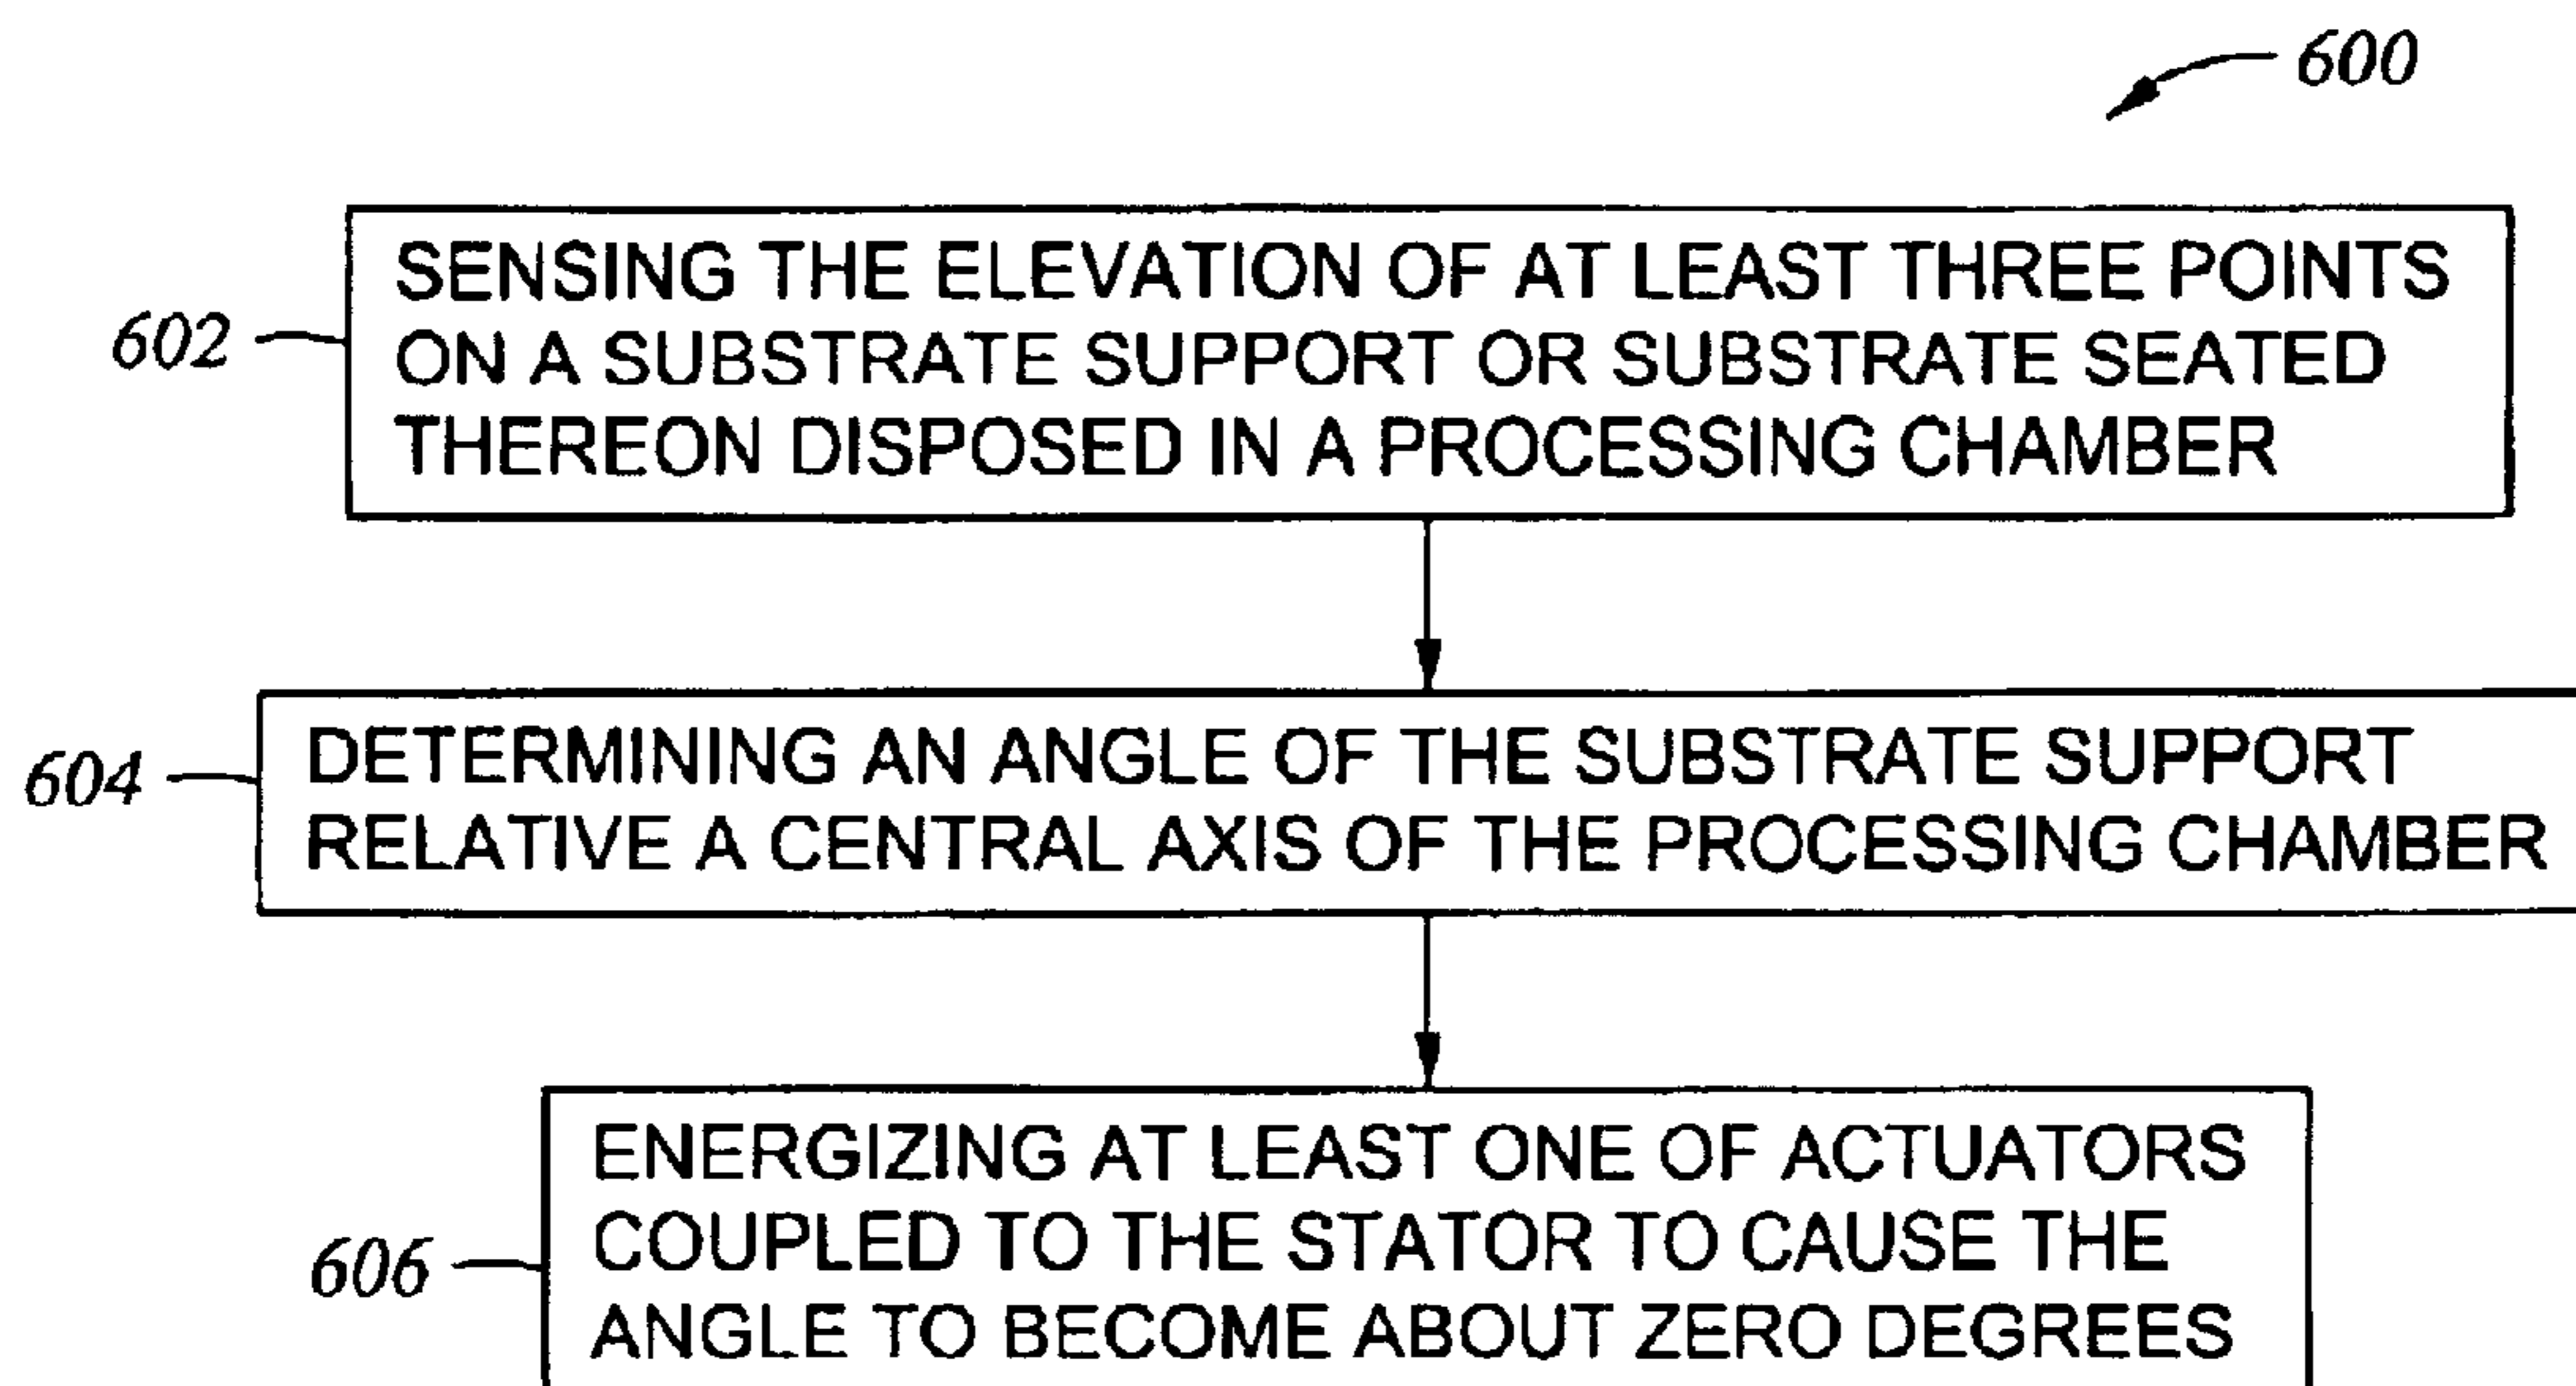 600
602
SENSING THE ELEVATION OF AT LEAST THREE POINTS
ON A SUBSTRATE SUPPORT OR SUBSTRATE SEATED
THEREON DISPOSED IN A PROCESSING CHAMBER
604
DETERMINING AN ANGLE OF THE SUBSTRATE SUPPORT
RELATIVE A CENTRAL AXIS OF THE PROCESSING CHAMBER
606
ENERGIZING AT LEAST ONE OF ACTUATORS
COUPLED TO THE STATOR TO CAUSE THE
ANGLE TO BECOME ABOUT ZERO DEGREES